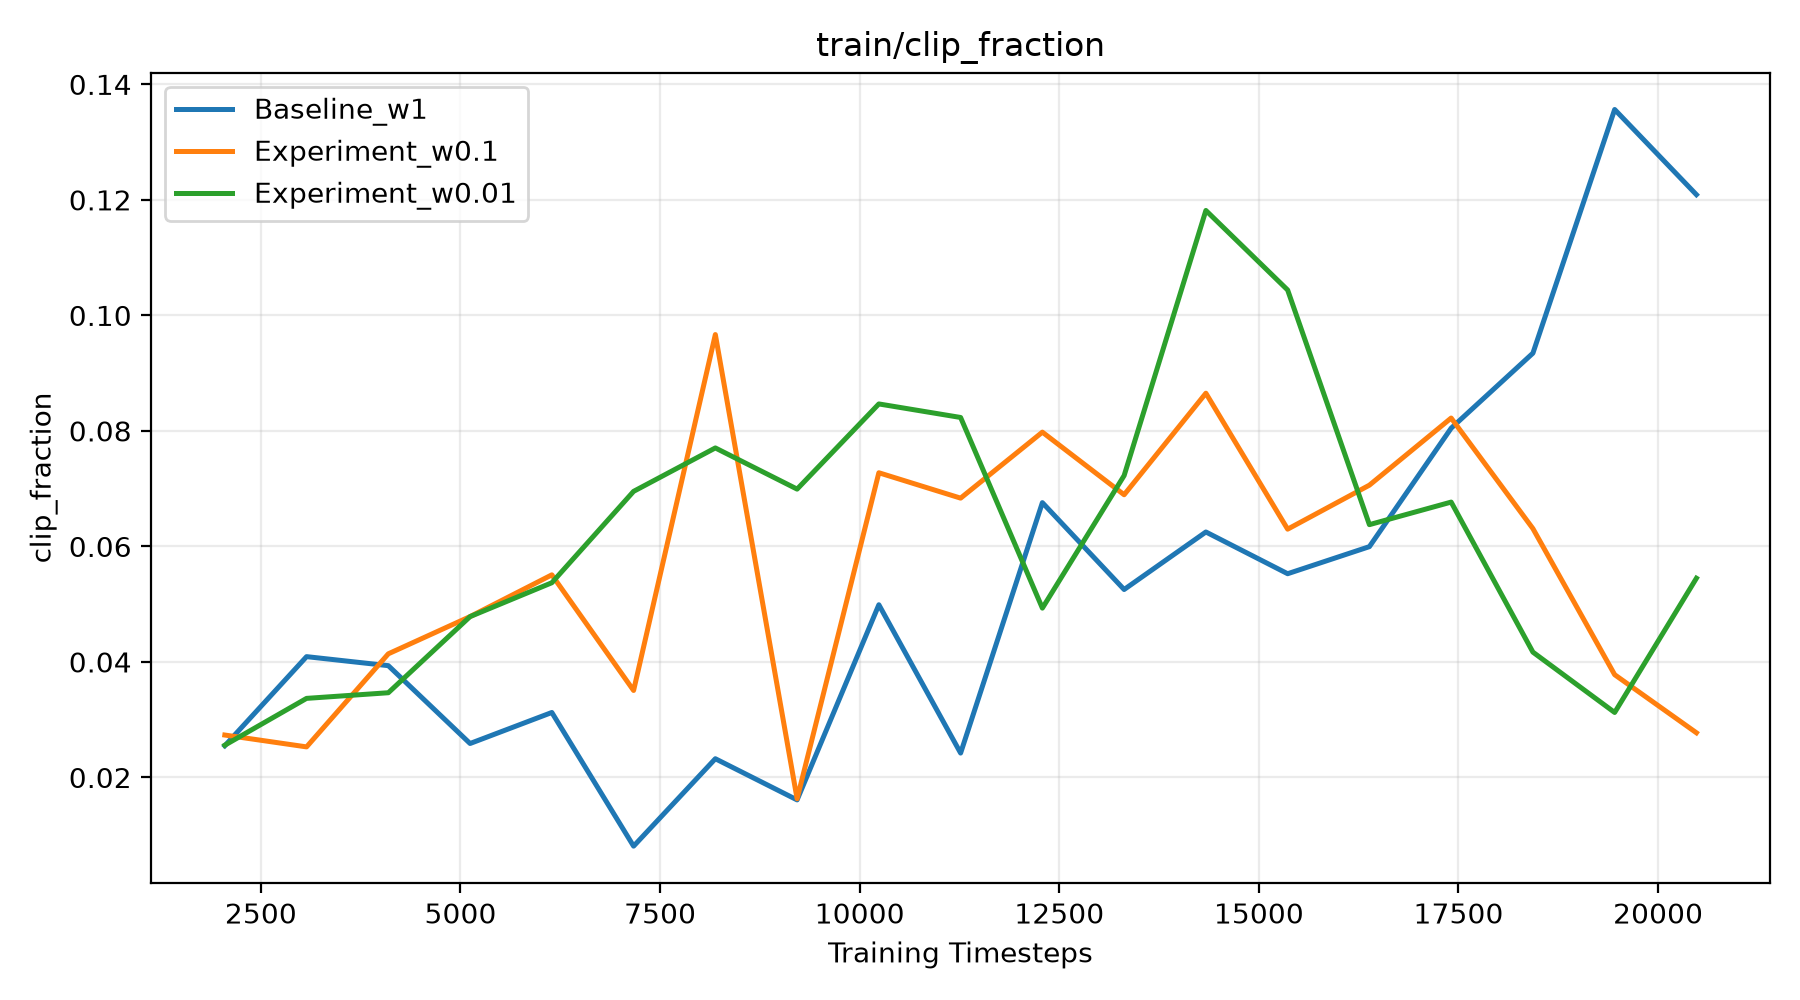 train/clip_fraction
Baseline_w1
Experiment_w0.1
Experiment_w0.01
clip_fraction
0.14
0.12
0.10
0.08
0.06
0.04
0.02
2500 5000 7500 10000 12500 15000 17500 20000
Training Timesteps